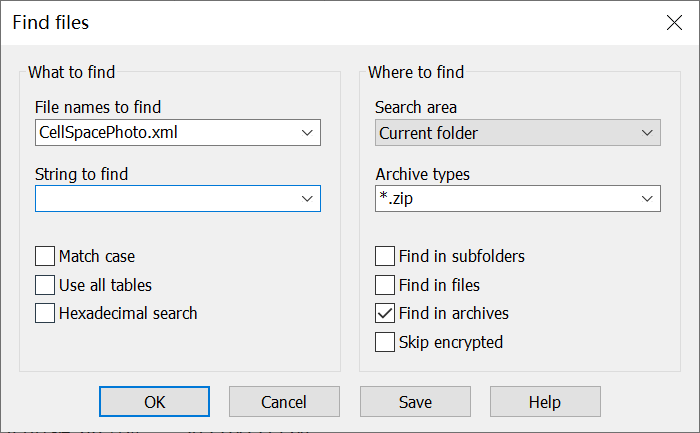 Find files
What to find
File names to find
CellSpacePhoto.xml
String to find
Match case
Use all tables
Hexadecimal search
Where to find
Search area
Current folder
Archive types
*.zip
Find in subfolders
Find in files
Find in archives
Skip encrypted
OK
Cancel
Save
Help